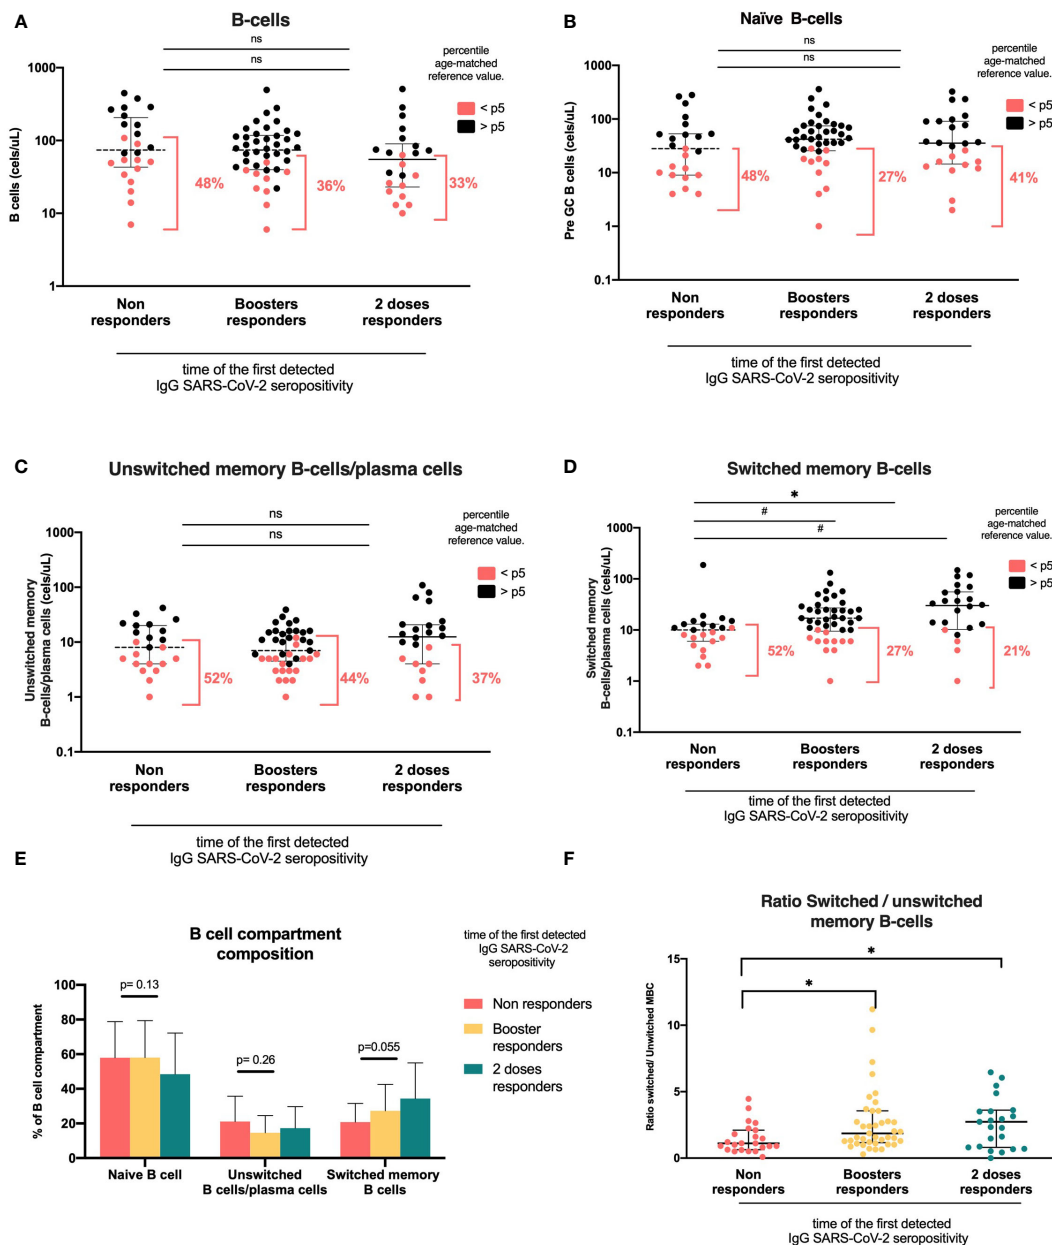 A
B-cells
ns
ns
percentile
age-matched
reference value.
< p5
> p5
B cells (cels/uL)
1000
100
10
1
48%
36%
33%
Non
responders
Boosters
responders
2 doses
responders
time of the first detected
IgG SARS-CoV-2 seropositivity
B
Naïve B-cells
ns
ns
percentile
age-matched
reference value.
< p5
> p5
Pre GC B cells (cels/uL)
1000
100
10
1
0.1
48%
27%
41%
Non
responders
Boosters
responders
2 doses
responders
time of the first detected
IgG SARS-CoV-2 seropositivity
C
Unswitched memory B-cells/plasma cells
ns
ns
percentile
age-matched
reference value.
< p5
> p5
Unswitched memory
B-cells/plasma cells (cels/uL)
1000
100
10
1
0.1
52%
44%
37%
Non
responders
Boosters
responders
2 doses
responders
time of the first detected
IgG SARS-CoV-2 seropositivity
D
Switched memory B-cells
*
#
#
percentile
age-matched
reference value.
< p5
> p5
Switched memory
B-cells/plasma cells (cells/uL)
1000
100
10
1
0.1
52%
27%
21%
Non
responders
Boosters
responders
2 doses
responders
time of the first detected
IgG SARS-CoV-2 seropositivity
E
B cell compartment
composition
time of the first detected
IgG SARS-CoV-2
seropositivity
Non responders
Booster
responders
2 doses
responders
% of B cell compartment
100
80
60
40
20
0
p= 0.13
p= 0.26
p=0.055
Naive B cell
Unswitched
B cells/plasma cells
Switched memory
B cells
F
Ratio Switched / unswitched
memory B-cells
*
*
Ratio switched/ Unwitched MBC
15
10
5
0
Non
responders
Boosters
responders
2 doses
responders
time of the first detected
IgG SARS-CoV-2 seropositivity